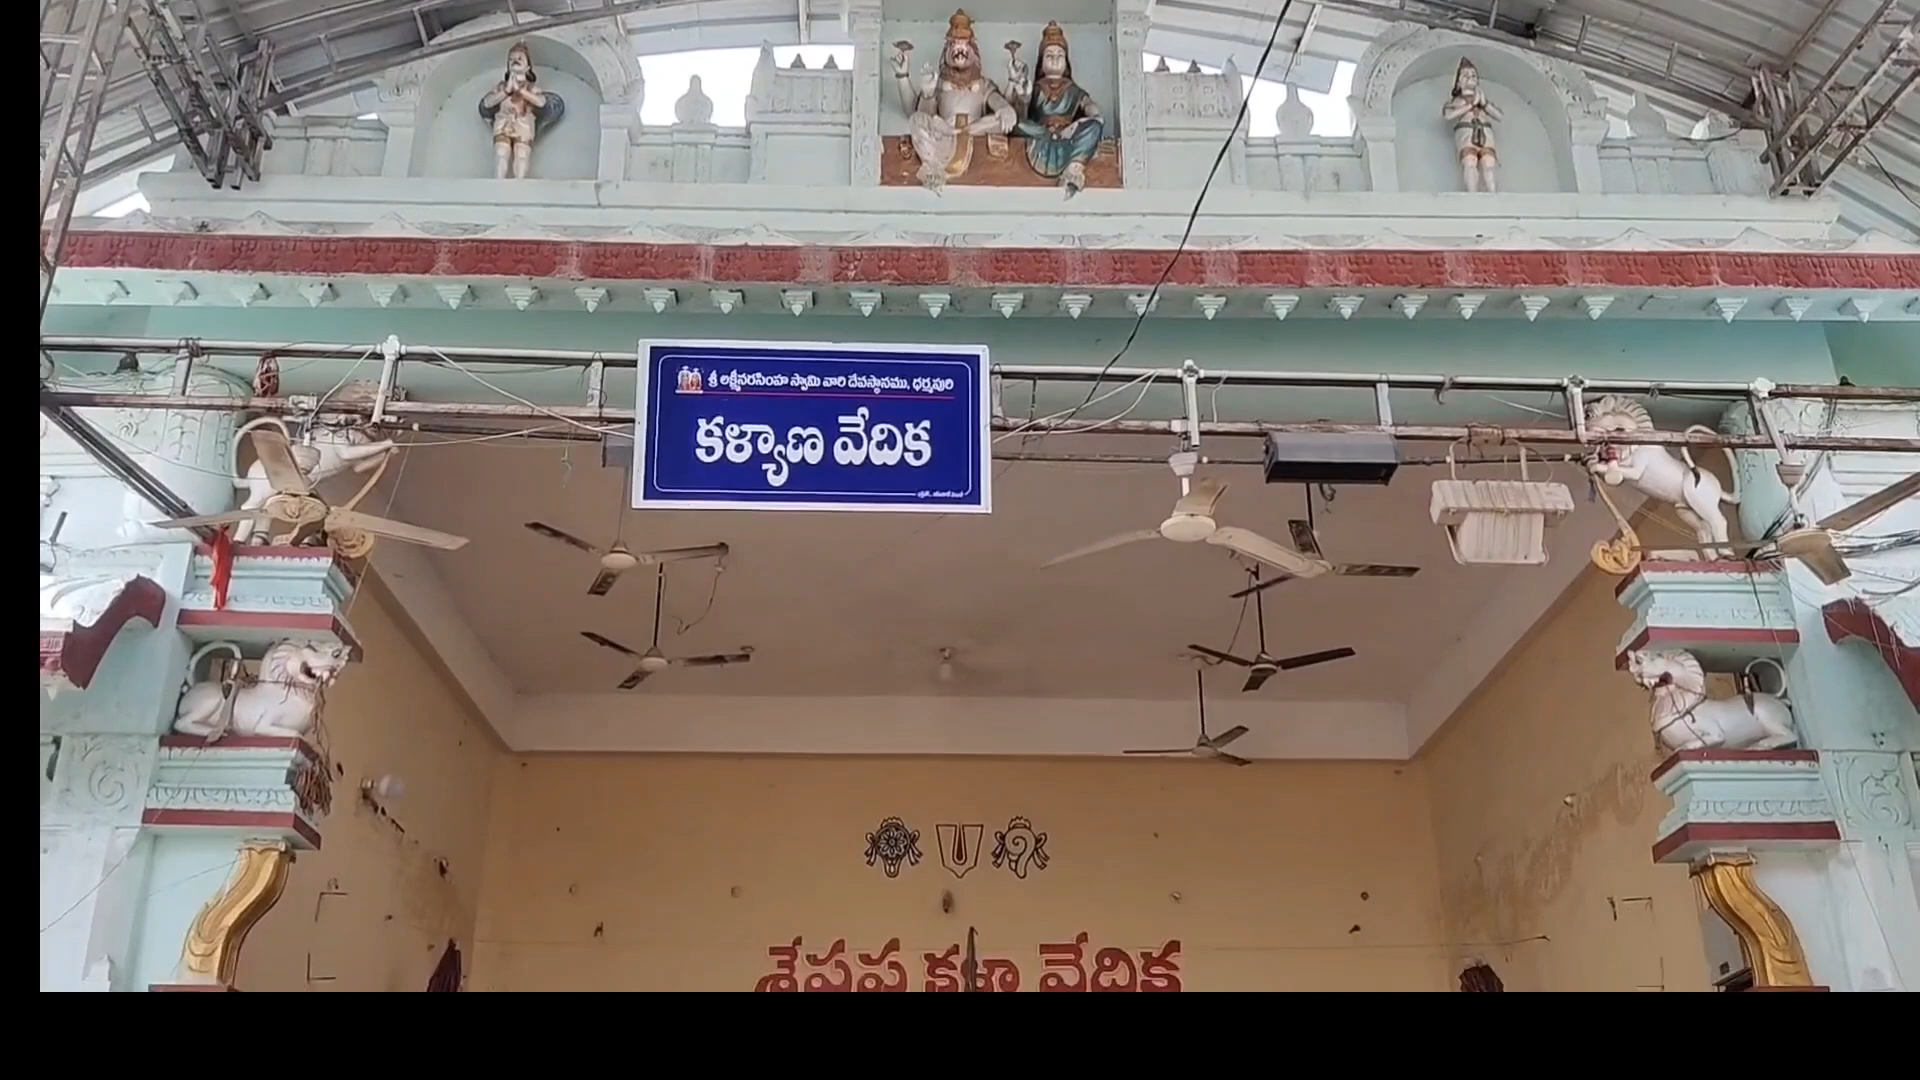 శ్రీ లక్ష్మీనరసింహ స్వామి వారి దేవస్థానము, ధర్మపురి
కళ్యాణ వేదిక
శేషప్ప కళా వేదిక